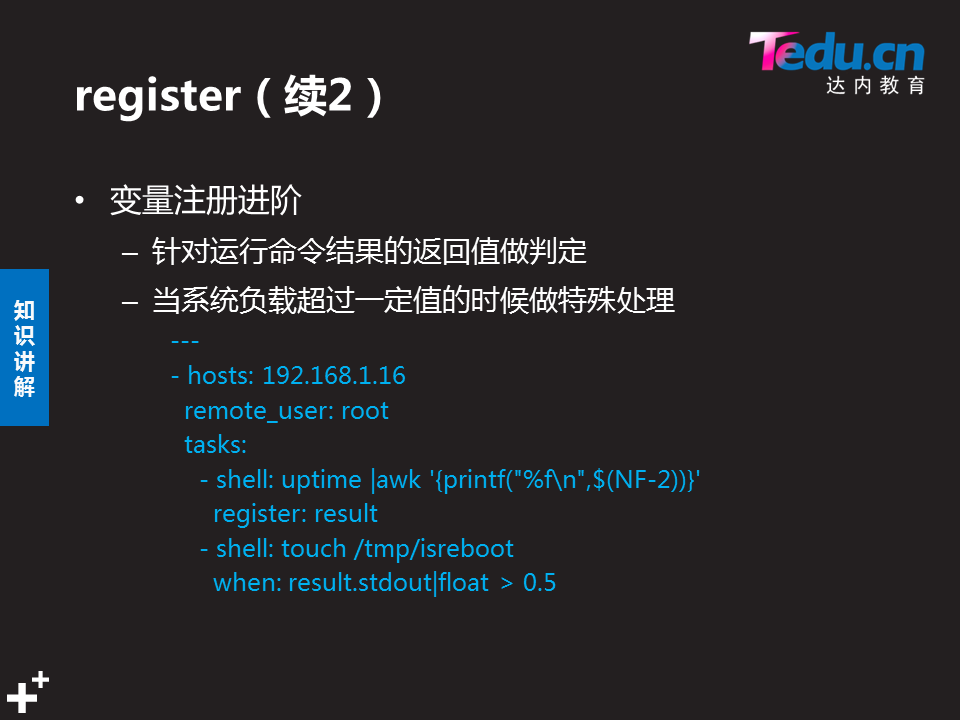 Tedu.cn
达内教育
register（续2）
• 变量注册进阶
– 针对运行命令结果的返回值做判定
– 当系统负载超过一定值的时候做特殊处理
---
- hosts: 192.168.1.16
remote_user: root
tasks:
- shell: uptime |awk '{printf("%f\n",$(NF-2))}'
register: result
- shell: touch /tmp/isreboot
when: result.stdout|float > 0.5
知
识
讲
解